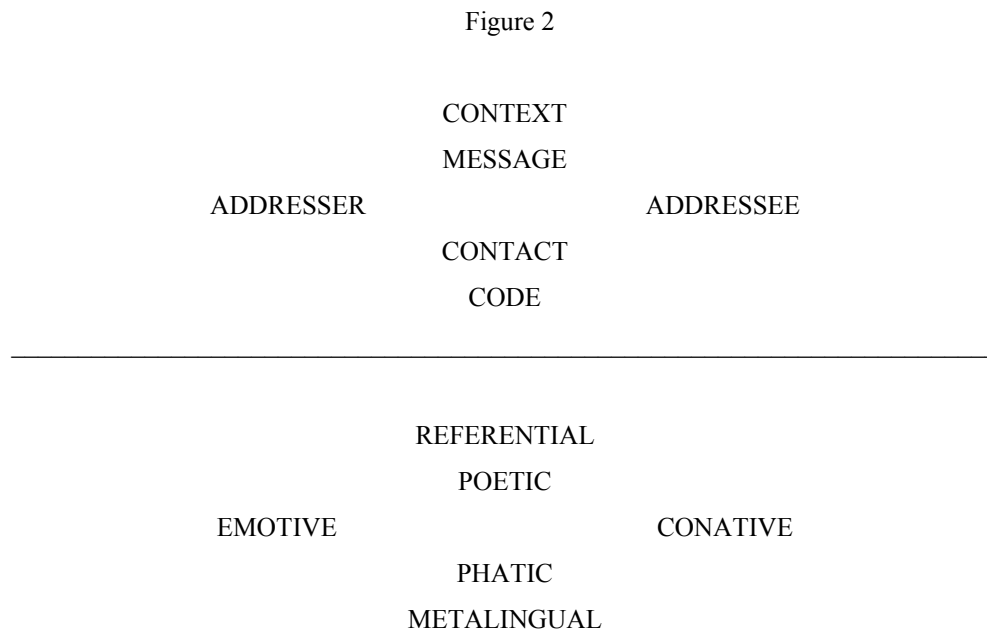 Figure 2
CONTEXT
MESSAGE
ADDRESSER ADDRESSEE
CONTACT
CODE
REFERENTIAL
POETIC
EMOTIVE CONATIVE
PHATIC
METALINGUAL